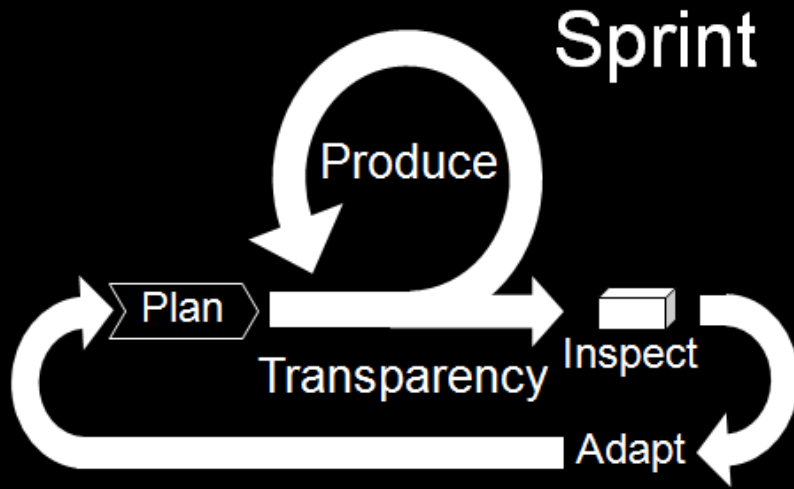 Sprint
Produce
Plan
Transparency
Inspect
Adapt